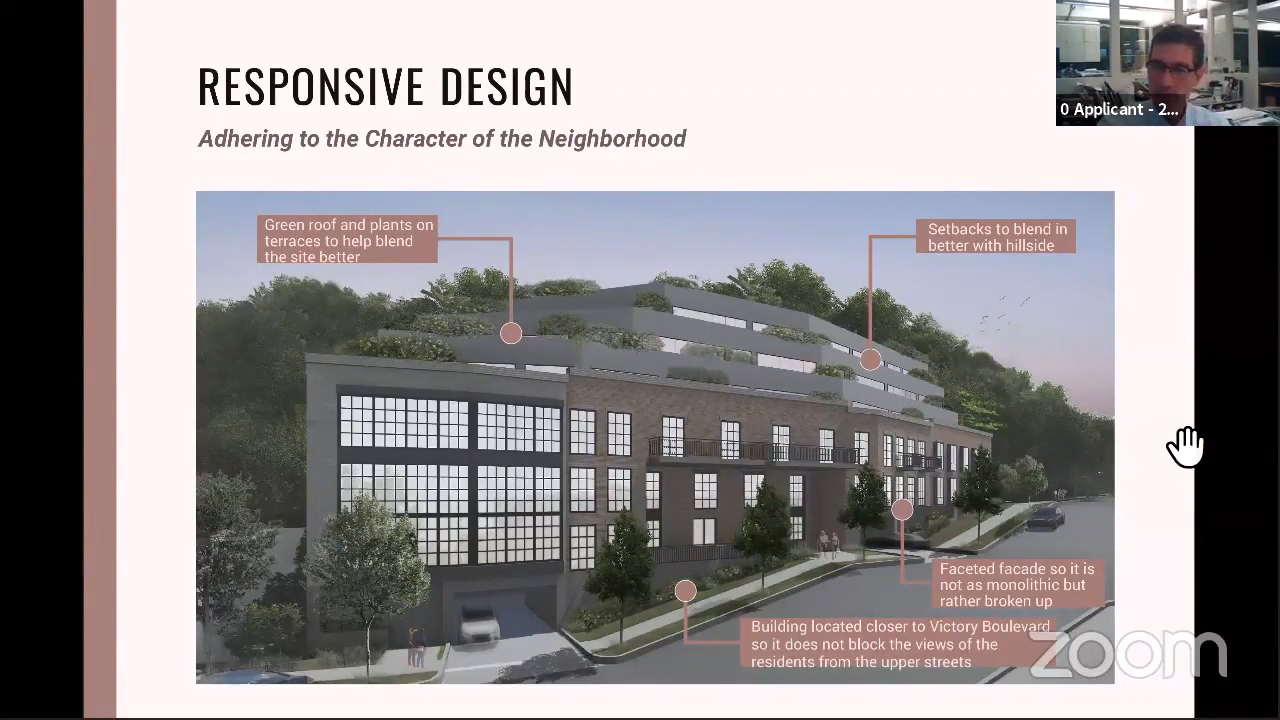 RESPONSIVE DESIGN
0 Applicant - 2...
Adhering to the Character of the Neighborhood
Green roof and plants on
terraces to help blend
the site better
Setbacks to blend in
better with hillside
Faceted facade so it is
not as monolithic but
rather broken up
Building located closer to Victory Boulevard
so it does not block the views of the
residents from the upper streets
zoom